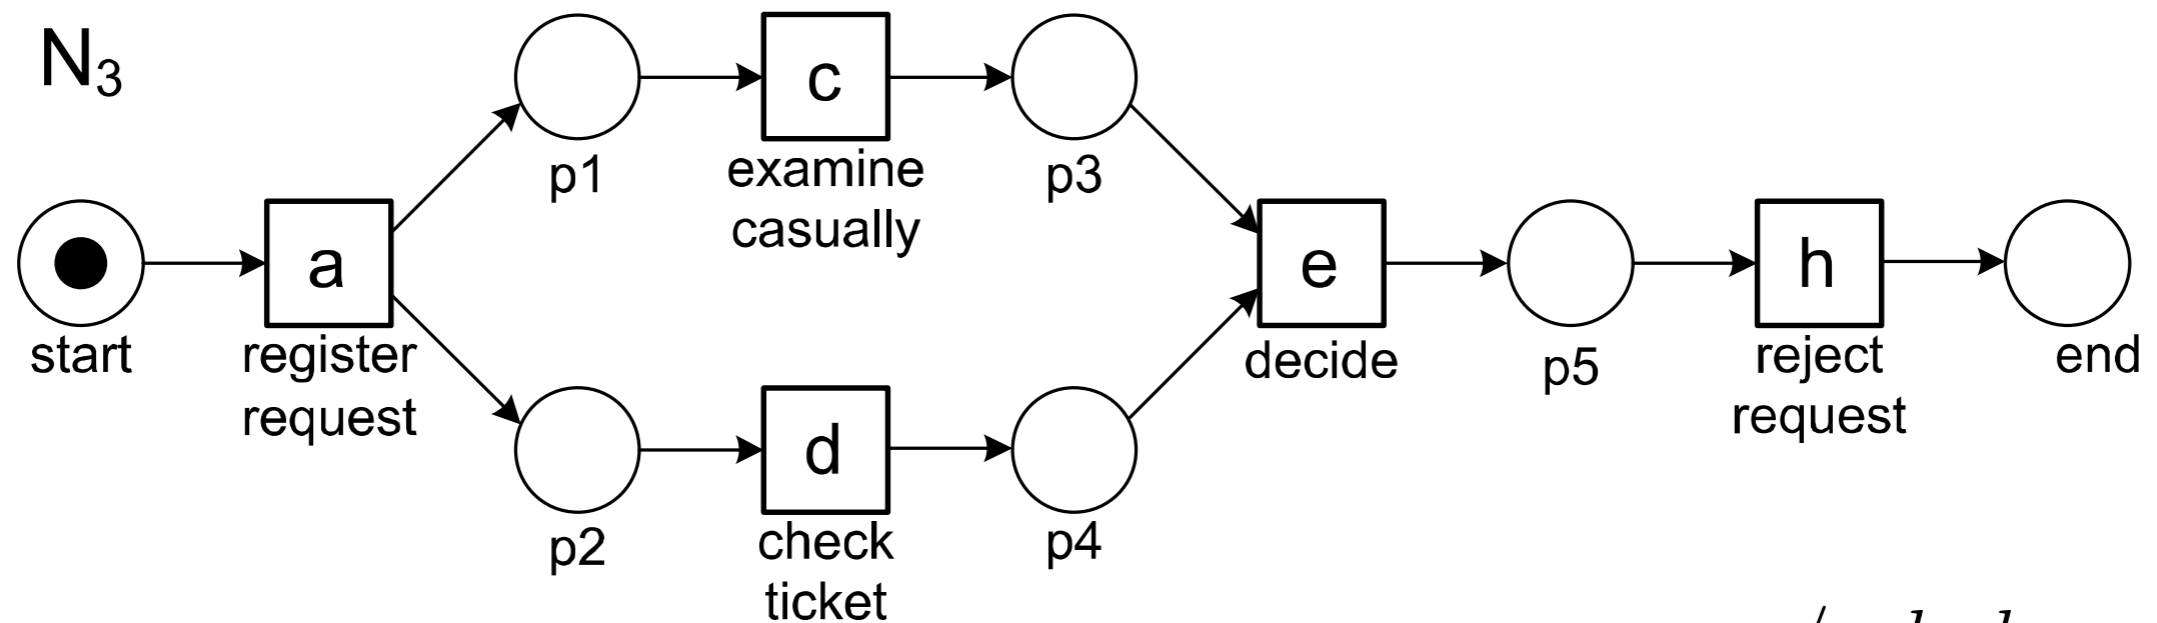 N₃
a
c
d
e
h
start
register
request
p1
examine
casually
p3
p2
check
ticket
p4
decide
p5
reject
request
end